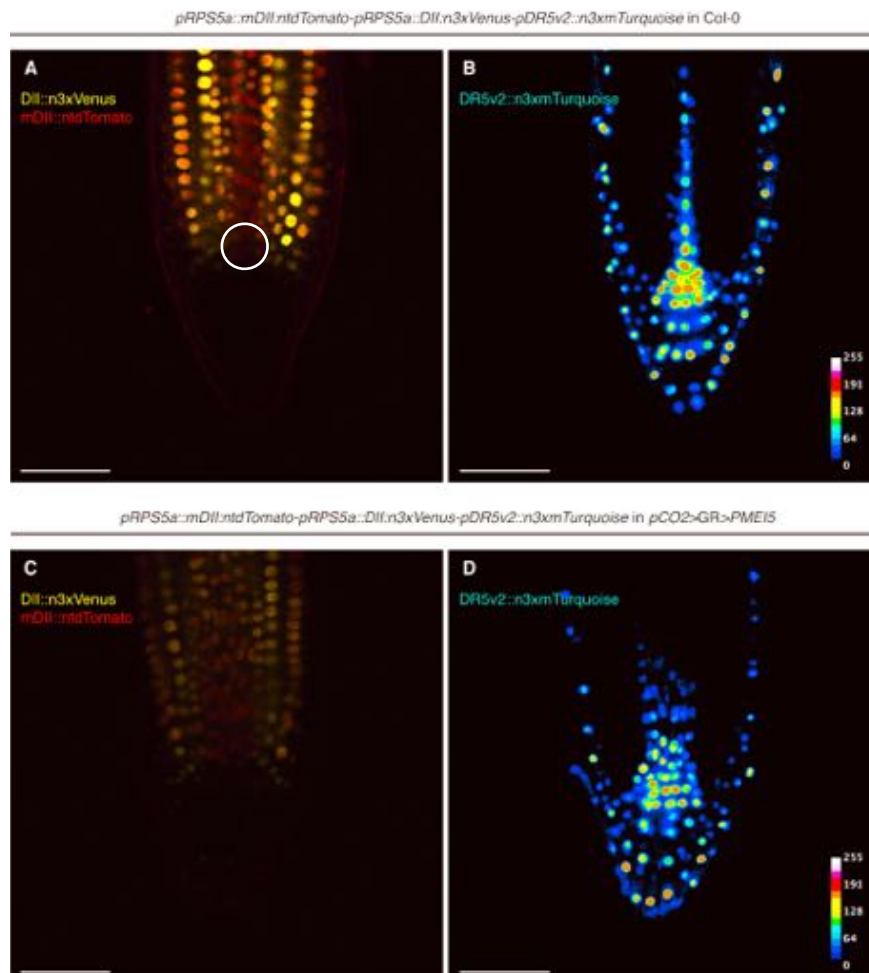 pRPS5a::mDII:ntdTomato-pRPS5a::DII:n3xVenus-pDR5v2::n3xmTurquoise in Col-0
A
DII::n3xVenus
mDII::ntdTomato
B
DR5v2::n3xmTurquoise
255
191
128
64
0
pRPS5a::mDII:ntdTomato-pRPS5a::DII:n3xVenus-pDR5v2::n3xmTurquoise in pCO2>GR>PMEI5
C
DII::n3xVenus
mDII::ntdTomato
D
DR5v2::n3xmTurquoise
255
191
128
64
0